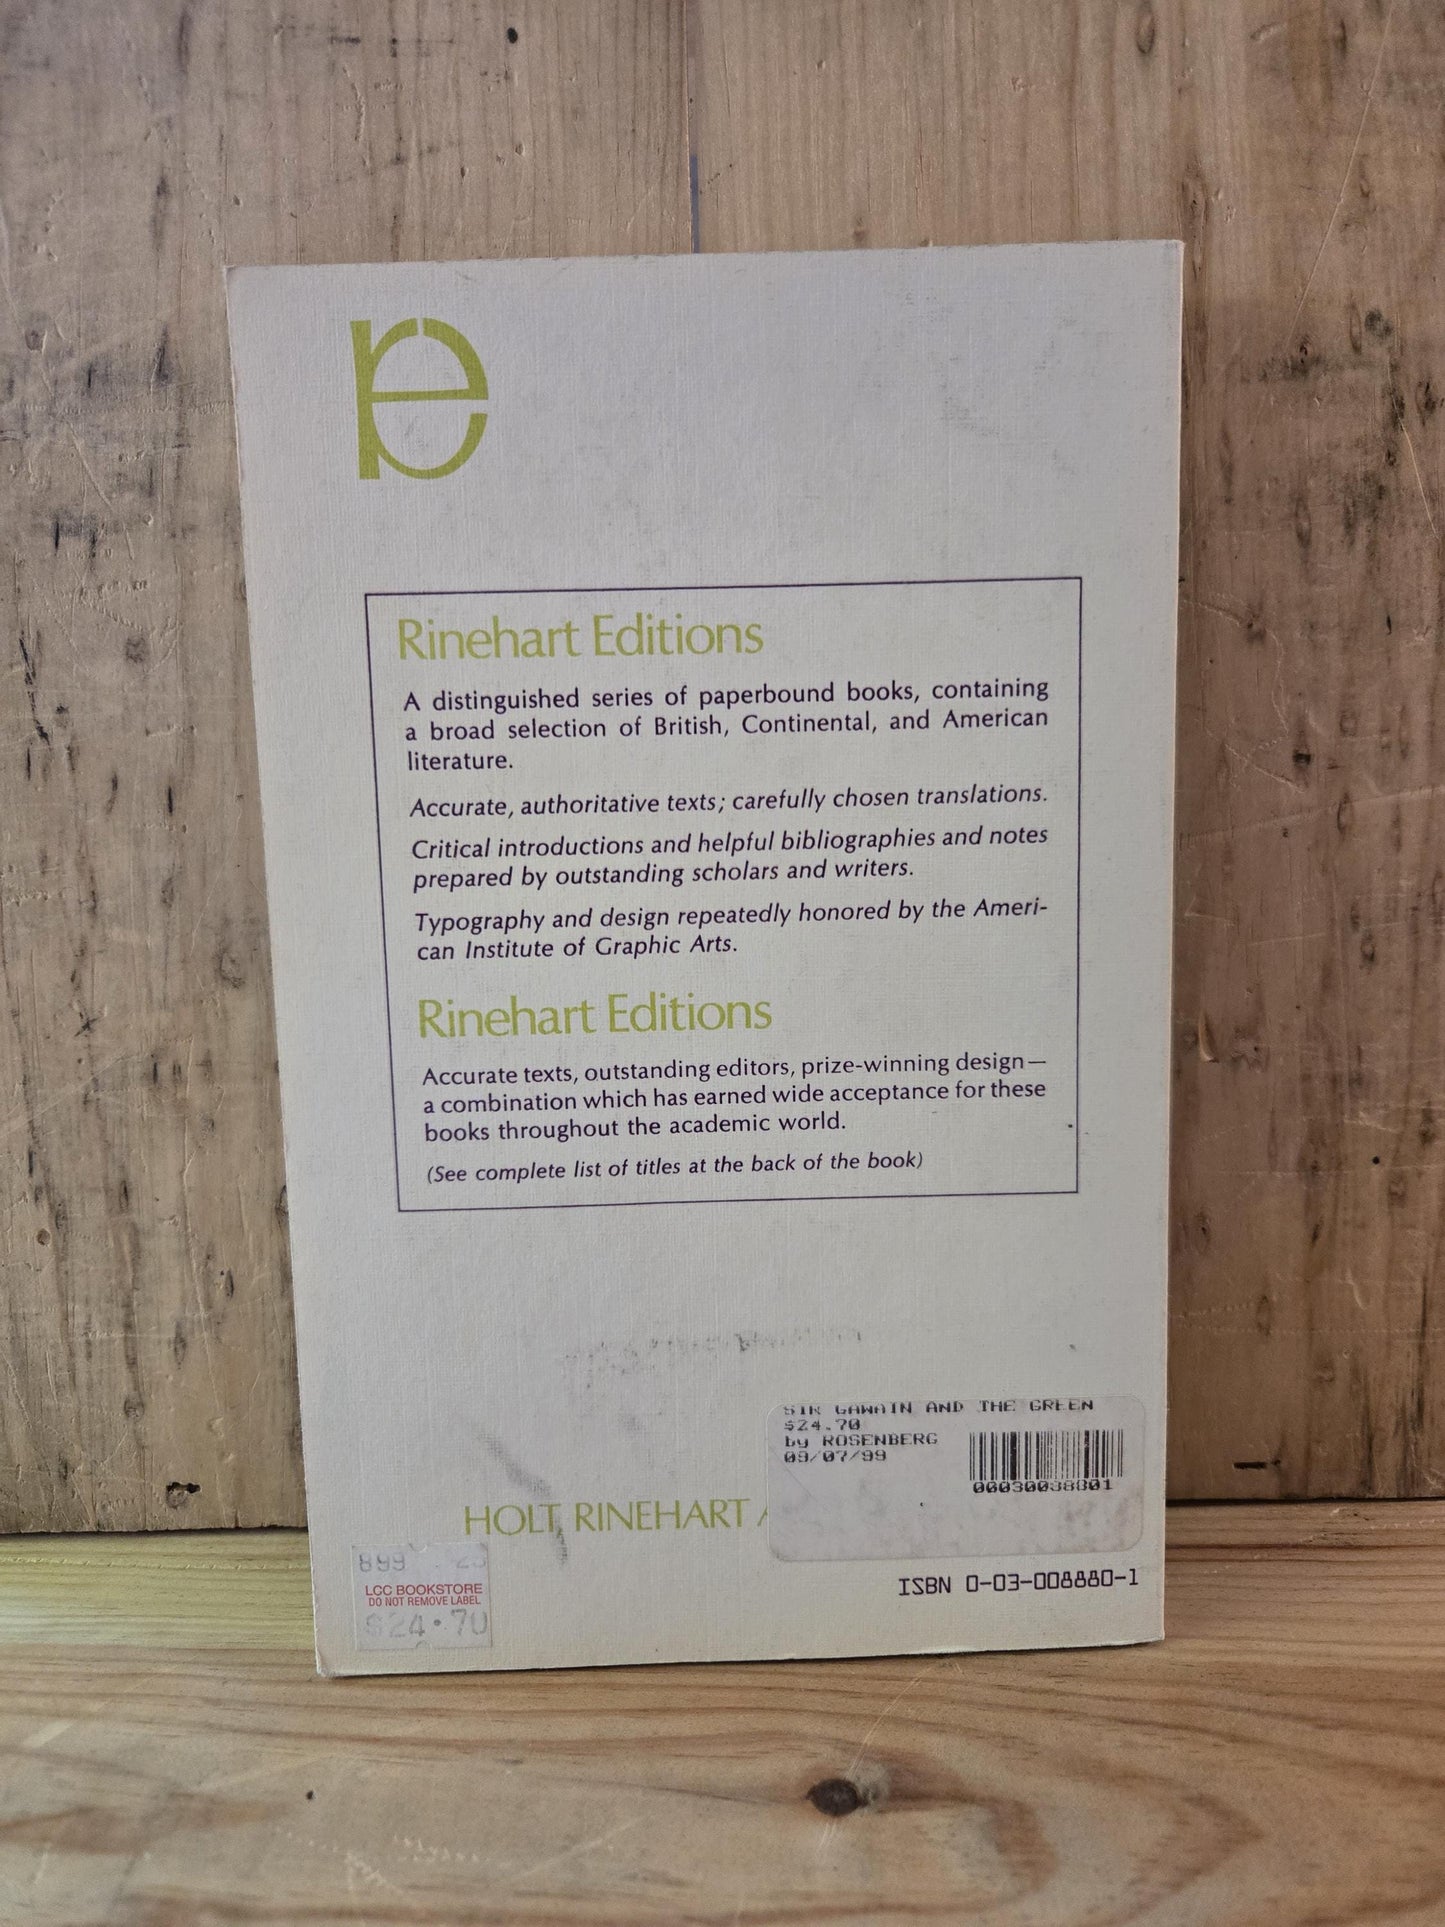 re
Rinehart Editions
A distinguished series of paperbound books, containing
a broad selection of British, Continental, and American
literature.
Accurate, authoritative texts; carefully chosen translations.
Critical introductions and helpful bibliographies and notes
prepared by outstanding scholars and writers.
Typography and design repeatedly honored by the Ameri-
can Institute of Graphic Arts.
Rinehart Editions
Accurate texts, outstanding editors, prize-winning design—
a combination which has earned wide acceptance for these
books throughout the academic world.
(See complete list of titles at the back of the book)
SIR GAWAIN AND THE GREEN
$24.70
by ROSENBERG
09/07/99
HOLT, RINEHART
899
LCC BOOKSTORE
DO NOT REMOVE LABEL
$24.70
ISBN 0-03-008880-1